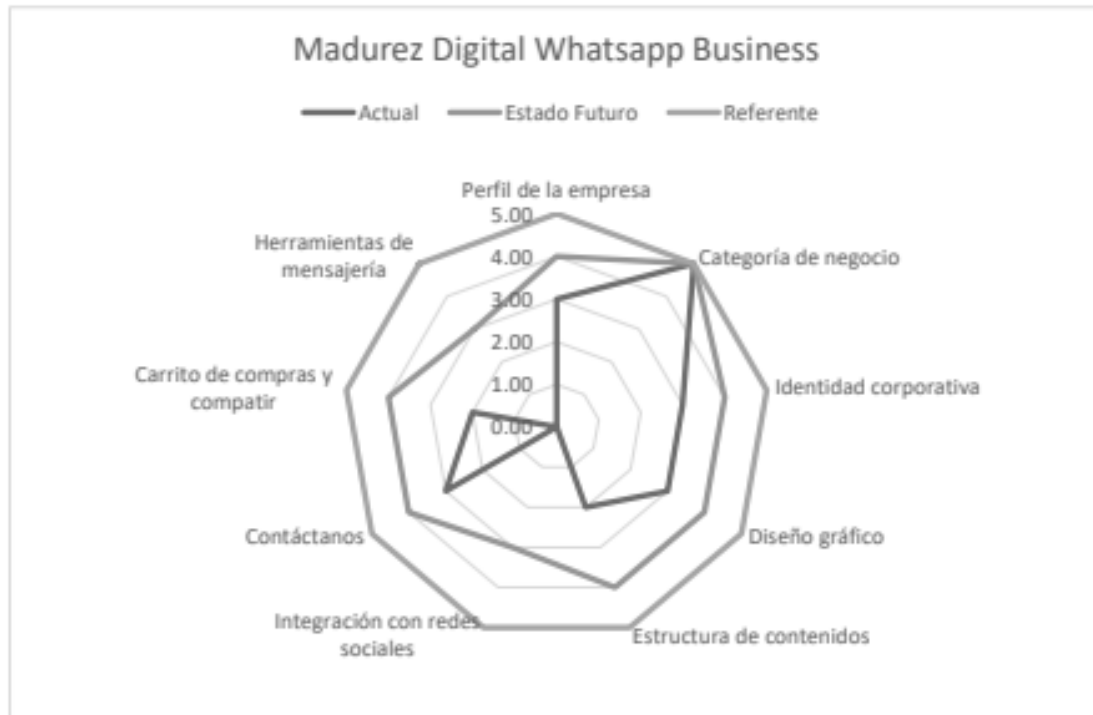 Madurez Digital Whatsapp Business
Actual Estado Futuro Referente
Perfil de la empresa
5.00
Herramientas de
mensajería
4.00
Categoría de negocio
3.00
2.00
Carrito de compras y
compatir
1.00
Identidad corporativa
0.00
Contáctanos
Diseño gráfico
Integración con redes
sociales
Estructura de contenidos